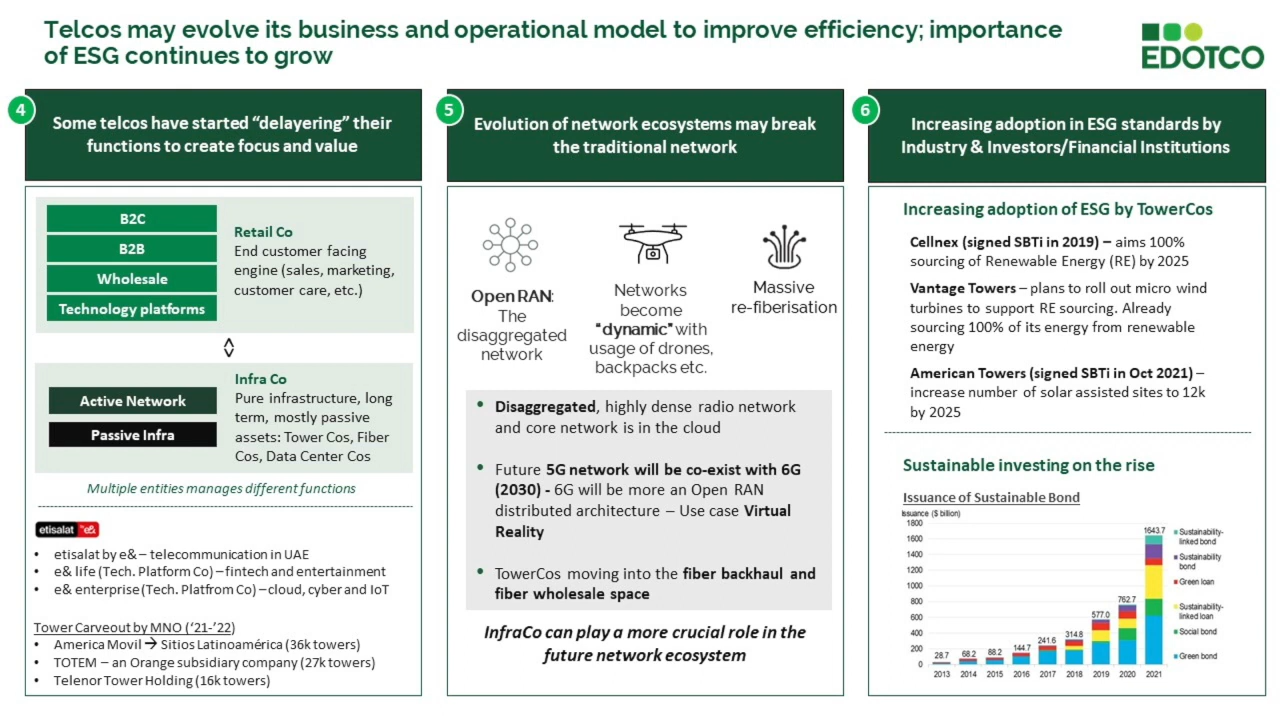 Telcos may evolve its business and operational model to improve efficiency; importance
of ESG continues to grow
EDOTCO
4
Some telcos have started “delayering” their
functions to create focus and value
B2C
B2B
Wholesale
Technology platforms
Retail Co
End customer facing
engine (sales, marketing,
customer care, etc.)
Active Network
Passive Infra
Infra Co
Pure infrastructure, long
term, mostly passive
assets: Tower Cos, Fiber
Cos, Data Center Cos
Multiple entities manages different functions
etisalat by e&
• etisalat by e& – telecommunication in UAE
• e& life (Tech. Platform Co) – fintech and entertainment
• e& enterprise (Tech. Platfrom Co) – cloud, cyber and IoT
Tower Carveout by MNO (‘21-’22)
• America Movil → Sitios Latinoamérica (36k towers)
• TOTEM – an Orange subsidiary company (27k towers)
• Telenor Tower Holding (16k towers)
5
Evolution of network ecosystems may break
the traditional network
Open RAN:
The
disaggregated
network
Networks
become
“dynamic” with
usage of drones,
backpacks etc.
Massive
re-fiberisation
• Disaggregated, highly dense radio network
and core network is in the cloud
• Future 5G network will be co-exist with 6G
(2030) - 6G will be more an Open RAN
distributed architecture – Use case Virtual
Reality
• TowerCos moving into the fiber backhaul and
fiber wholesale space
InfraCo can play a more crucial role in the
future network ecosystem
6
Increasing adoption in ESG standards by
Industry & Investors/Financial Institutions
Increasing adoption of ESG by TowerCos
Cellnex (signed SBTi in 2019) – aims 100%
sourcing of Renewable Energy (RE) by 2025
Vantage Towers – plans to roll out micro wind
turbines to support RE sourcing. Already
sourcing 100% of its energy from renewable
energy
American Towers (signed SBTi in Oct 2021) –
increase number of solar assisted sites to 12k
by 2025
Sustainable investing on the rise
Issuance of Sustainable Bond
Issuance ($ billion)
1800
1600
1400
1200
1000
800
600
400
200
0
28.7
68.2
88.2
144.7
241.6
314.8
577.0
762.7
1643.7
2013 2014 2015 2016 2017 2018 2019 2020 2021
Sustainability-
linked bond
Sustainability
bond
Green loan
Sustainability-
linked loan
Social bond
Green bond